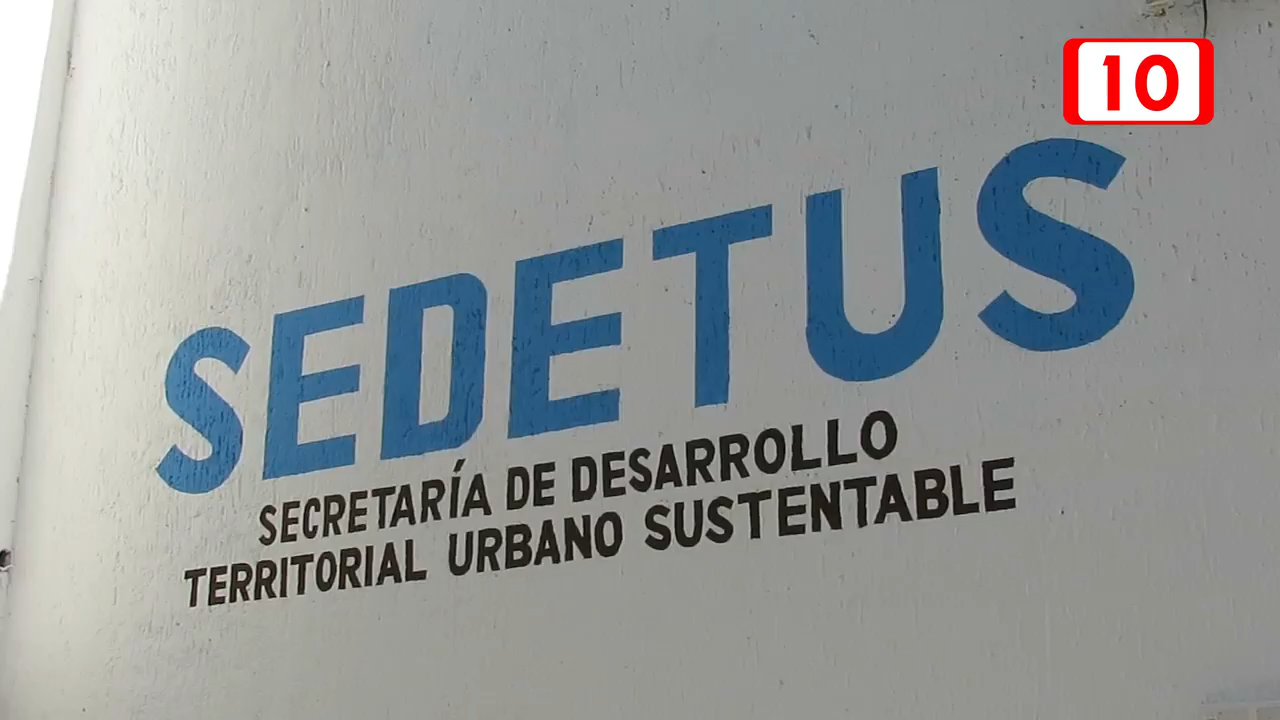 10
SEDETUS
SECRETARÍA DE DESARROLLO
TERRITORIAL URBANO SUSTENTABLE